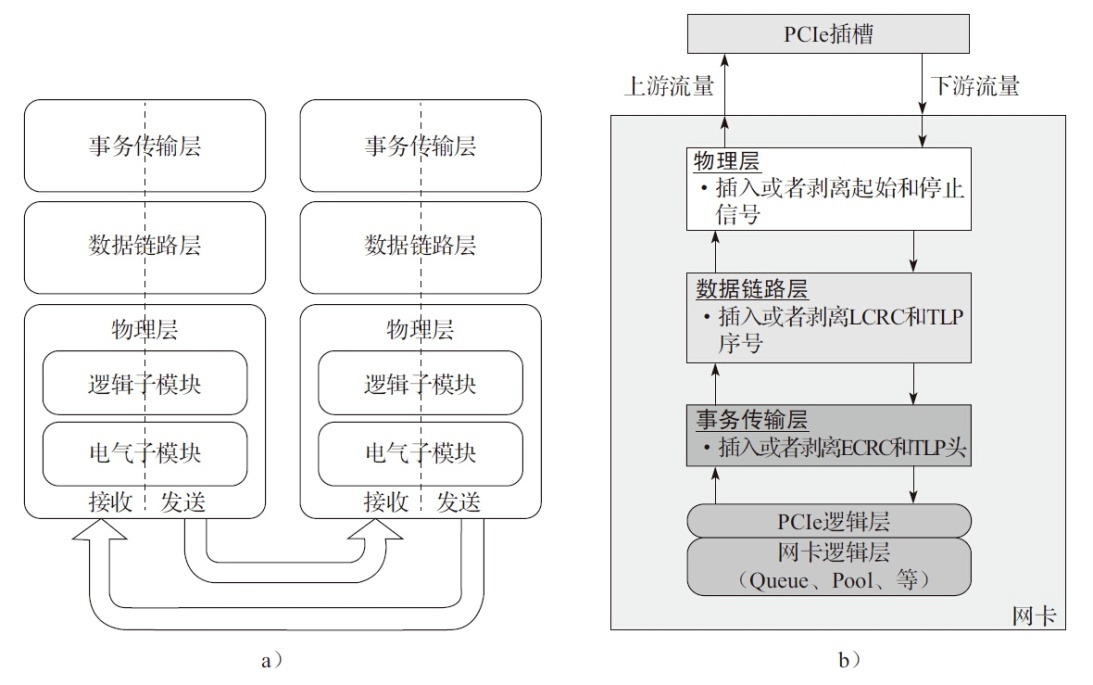 事务传输层
数据链路层
物理层
逻辑子模块
电气子模块
接收 发送
事务传输层
数据链路层
物理层
逻辑子模块
电气子模块
接收 发送
a）
PCIe插槽
上游流量
下游流量
物理层
·插入或者剥离起始和停止
信号
数据链路层
·插入或者剥离LCRC和TLP
序号
事务传输层
·插入或者剥离ECRC和TLP头
PCIe逻辑层
网卡逻辑层
（Queue、Pool、等）
网卡
b）